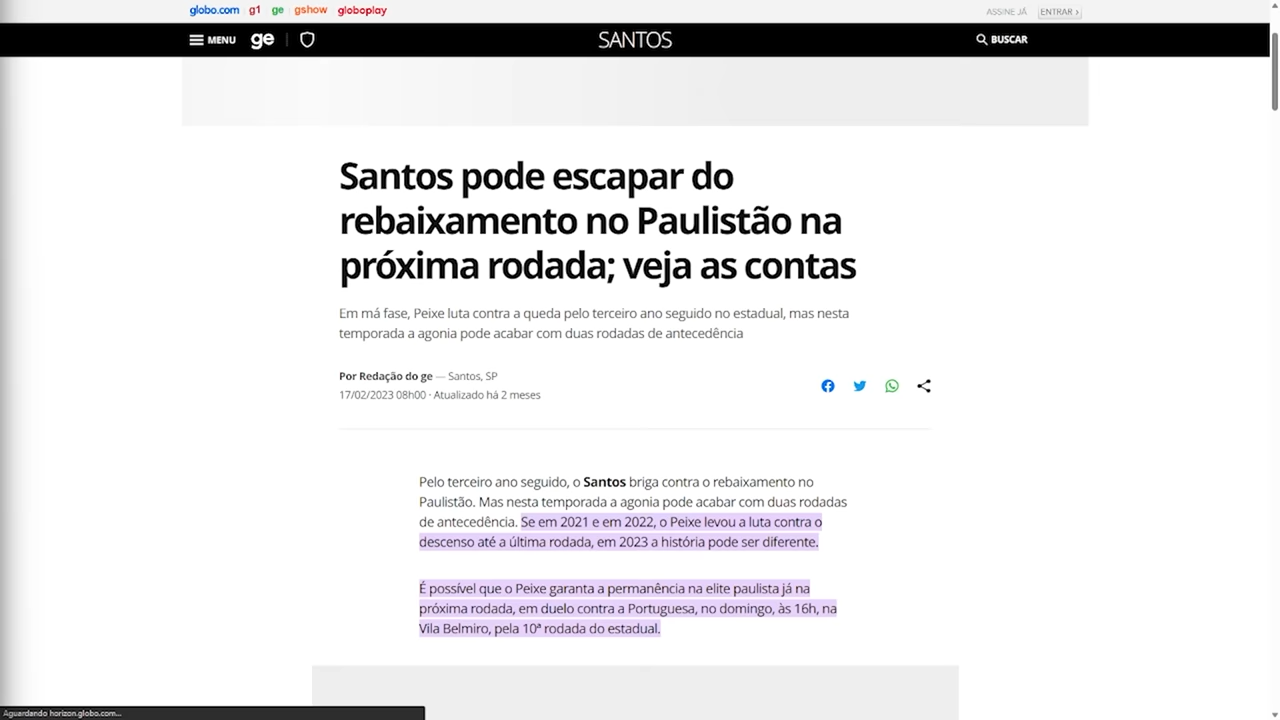 globo.com g1 ge gshow globoplay ASSINE JÁ ENTRAR ›
MENU ge SANTOS BUSCAR
Santos pode escapar do
rebaixamento no Paulistão na
próxima rodada; veja as contas
Em má fase, Peixe luta contra a queda pelo terceiro ano seguido no estadual, mas nesta
temporada a agonia pode acabar com duas rodadas de antecedência
Por Redação do ge — Santos, SP
17/02/2023 08h00 · Atualizado há 2 meses
Pelo terceiro ano seguido, o Santos briga contra o rebaixamento no
Paulistão. Mas nesta temporada a agonia pode acabar com duas rodadas
de antecedência. Se em 2021 e em 2022, o Peixe levou a luta contra o
descenso até a última rodada, em 2023 a história pode ser diferente.
É possível que o Peixe garanta a permanência na elite paulista já na
próxima rodada, em duelo contra a Portuguesa, no domingo, às 16h, na
Vila Belmiro, pela 10ª rodada do estadual.
Aguardando horizon.globo.com...